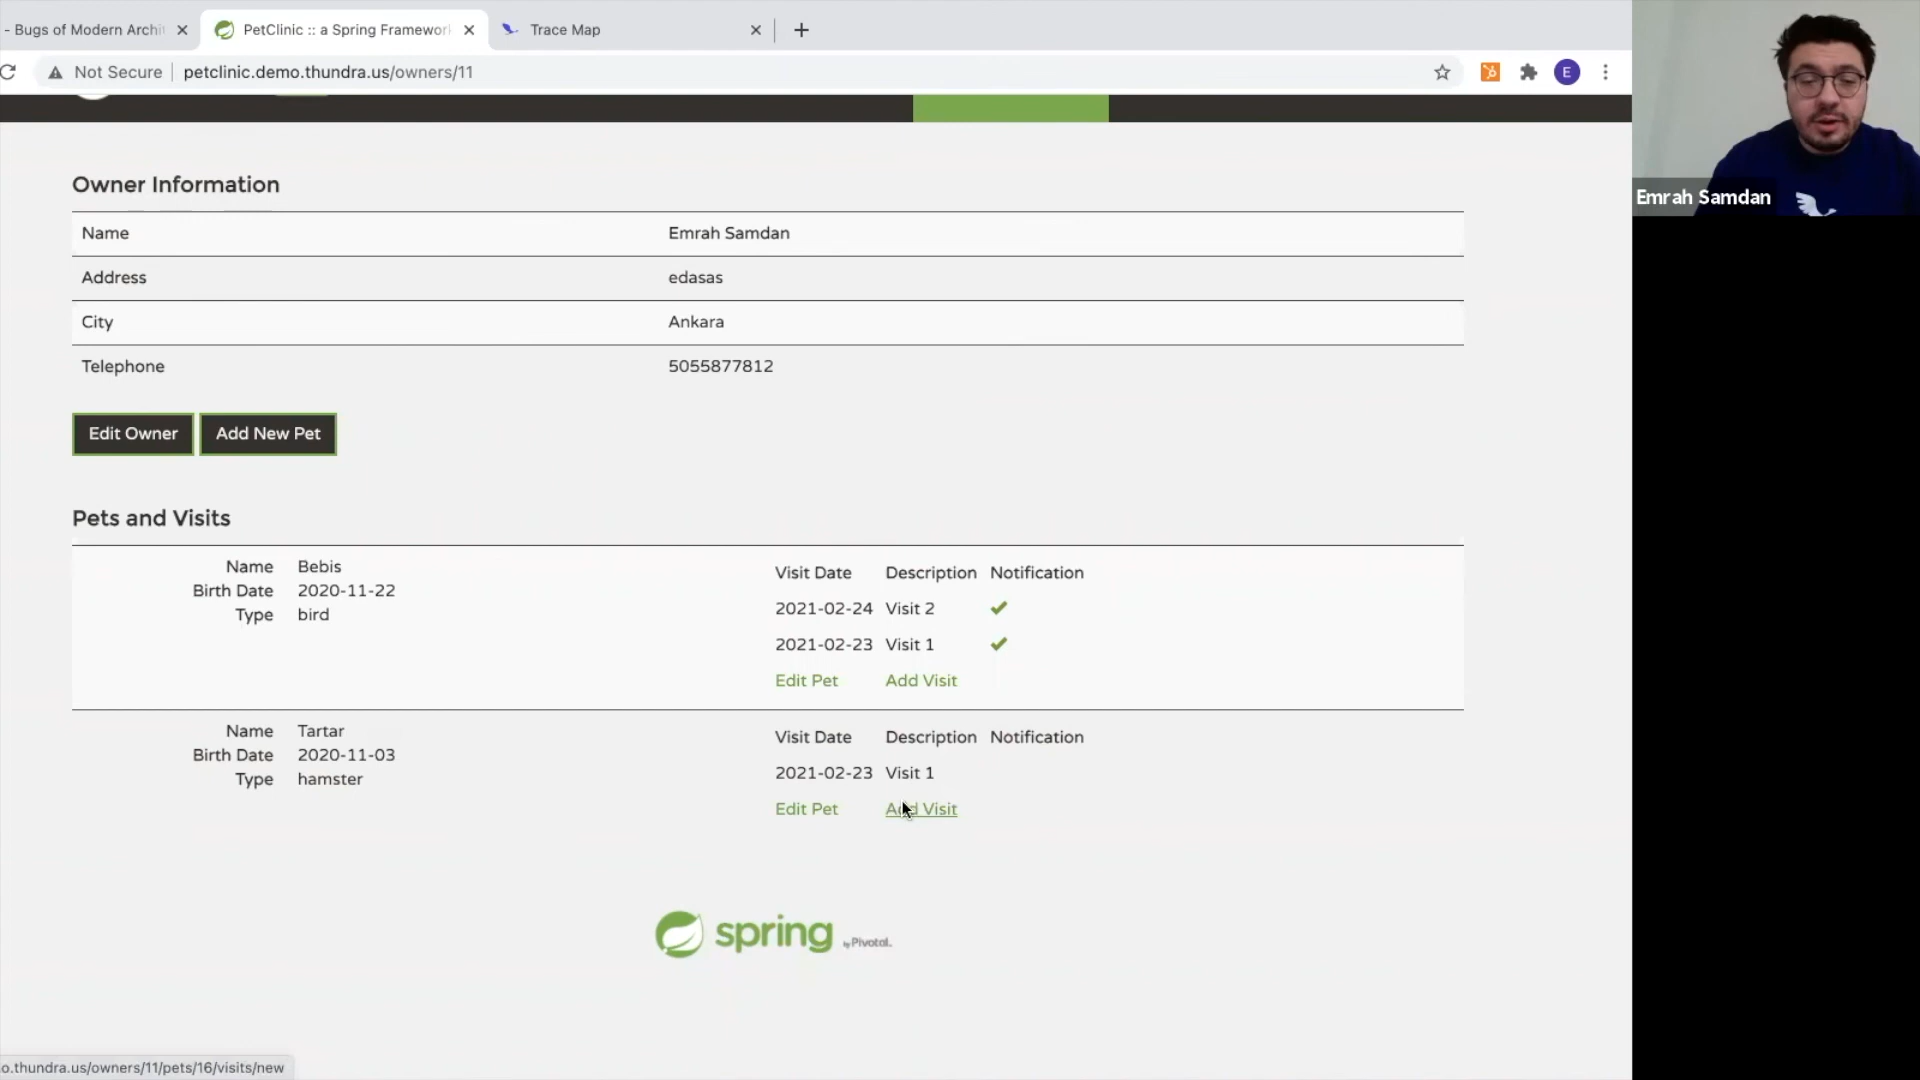 - Bugs of Modern Archi
PetClinic :: a Spring Framewor
Trace Map
Not Secure
petclinic.demo.thundra.us/owners/11
E
Emrah Samdan
Owner Information
Name Emrah Samdan
Address edasas
City Ankara
Telephone 5055877812
Edit Owner Add New Pet
Pets and Visits
Name Bebis
Birth Date 2020-11-22
Type bird
Visit Date Description Notification
2021-02-24 Visit 2
2021-02-23 Visit 1
Edit Pet Add Visit
Name Tartar
Birth Date 2020-11-03
Type hamster
Visit Date Description Notification
2021-02-23 Visit 1
Edit Pet Add Visit
spring by Pivotal.
o.thundra.us/owners/11/pets/16/visits/new